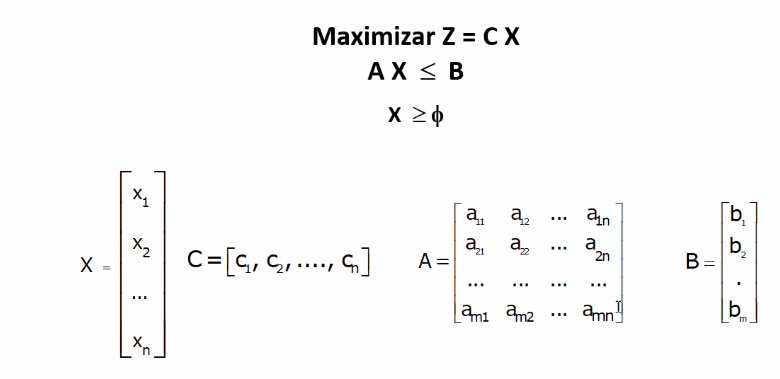 Maximizar Z = C X
A X ≤ B
X ≥ ϕ
X = [x₁ x₂ ... xₙ]
C = [c₁, c₂, ...., cₙ]
A = [a₁₁ a₁₂ ... a₁ₙ
a₂₁ a₂₂ ... a₂ₙ
... ... ... ...
aₘ₁ aₘ₂ ... aₘₙ]
B = [b₁ b₂ . bₘ]